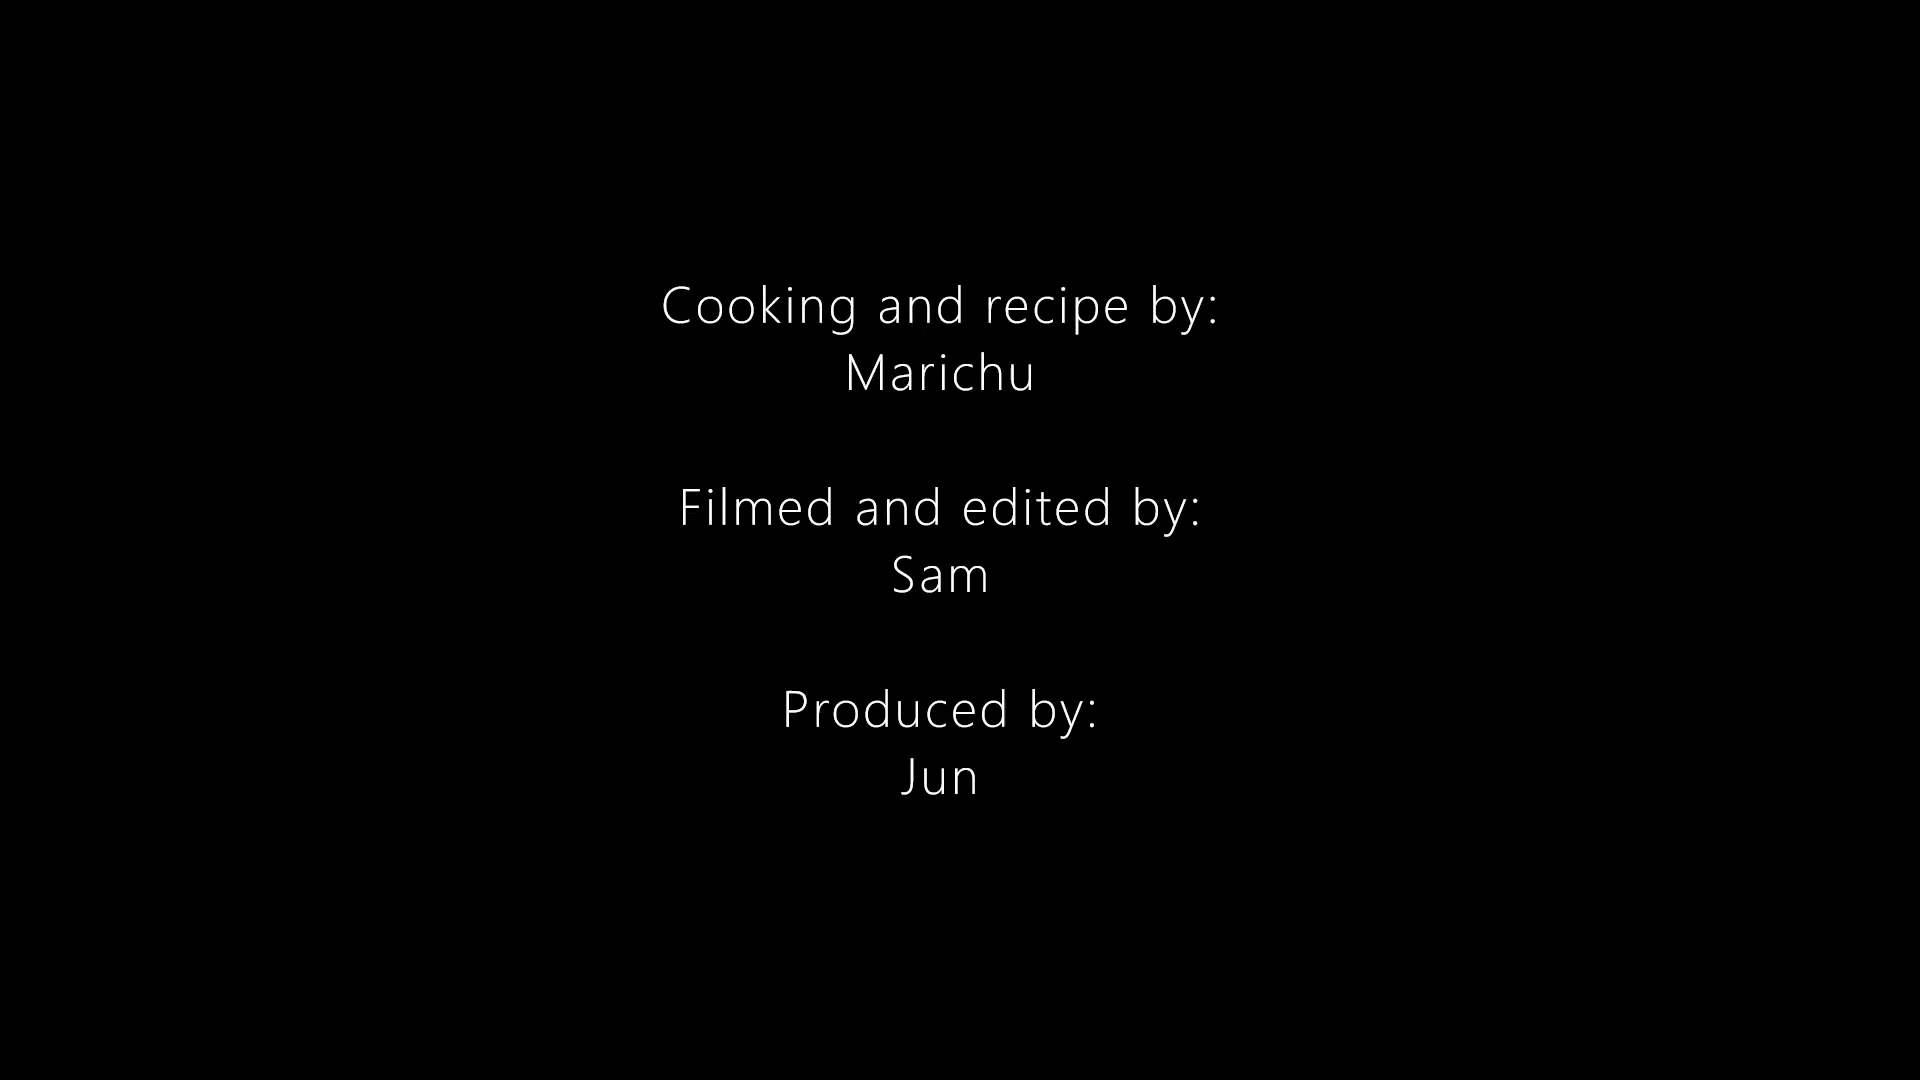 Cooking and recipe by:
Marichu
Filmed and edited by:
Sam
Produced by:
Jun